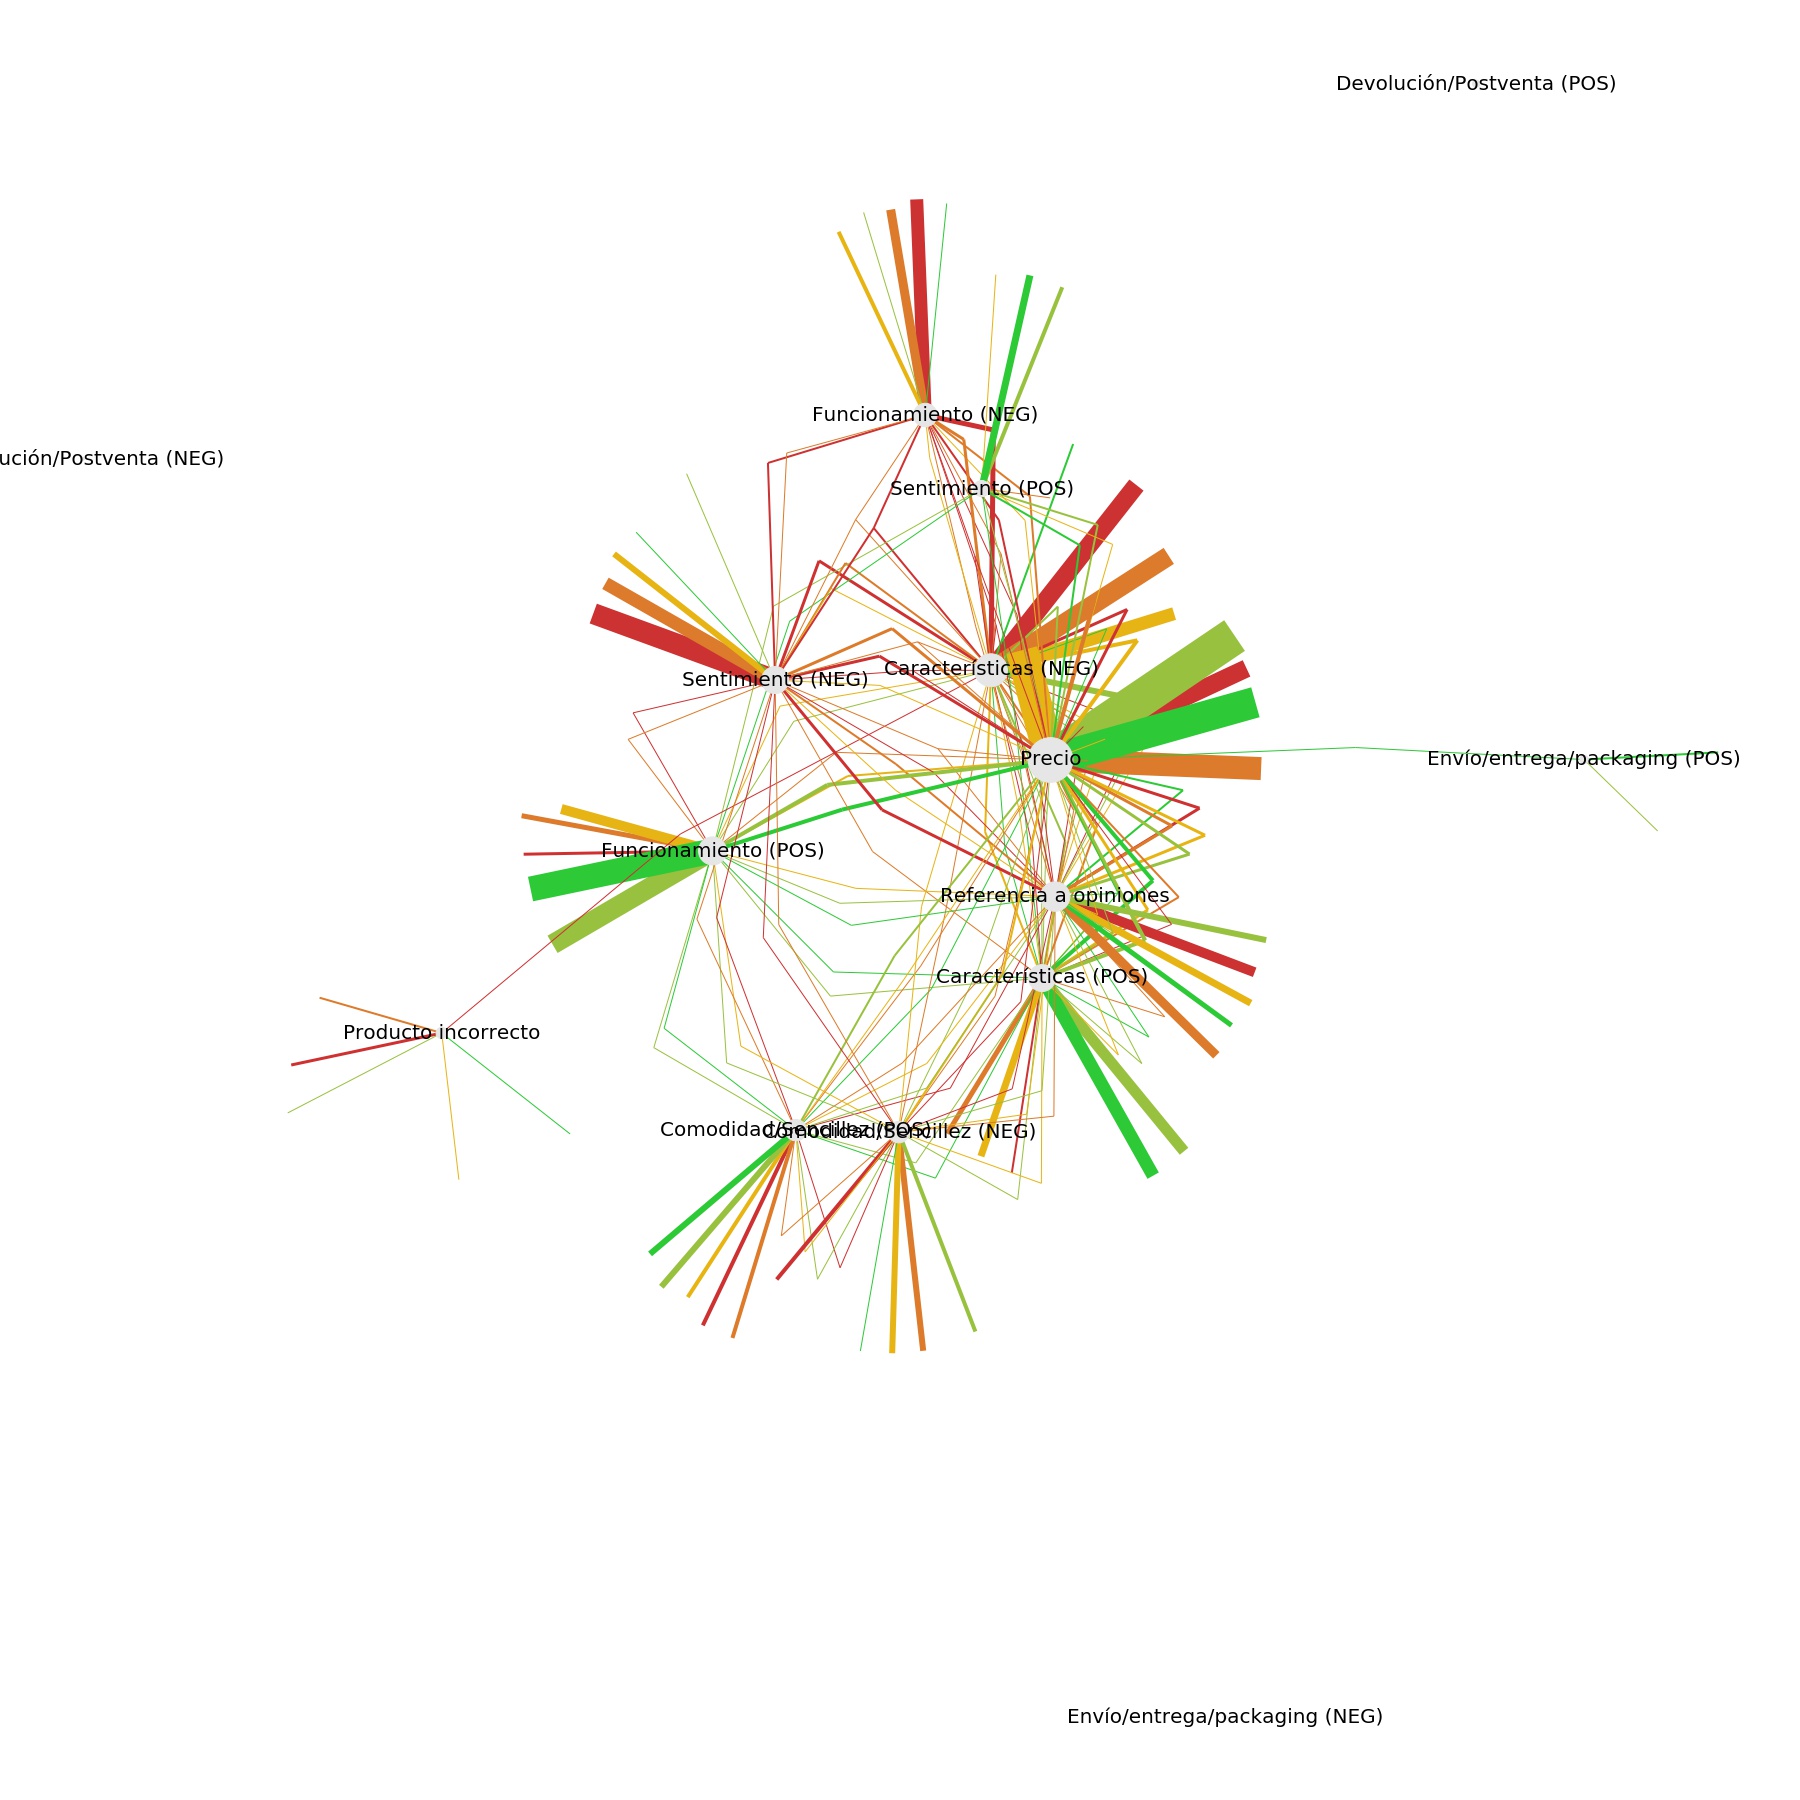 Devolución/Postventa (POS)
Funcionamiento (NEG)
ución/Postventa (NEG)
Sentimiento (POS)
Características (NEG)
Sentimiento (NEG)
Precio
Envío/entrega/packaging (POS)
Funcionamiento (POS)
Referencia a opiniones
Características (POS)
Producto incorrecto
Comodidad/Sencillez (POS)
Comodidad/Sencillez (NEG)
Envío/entrega/packaging (NEG)